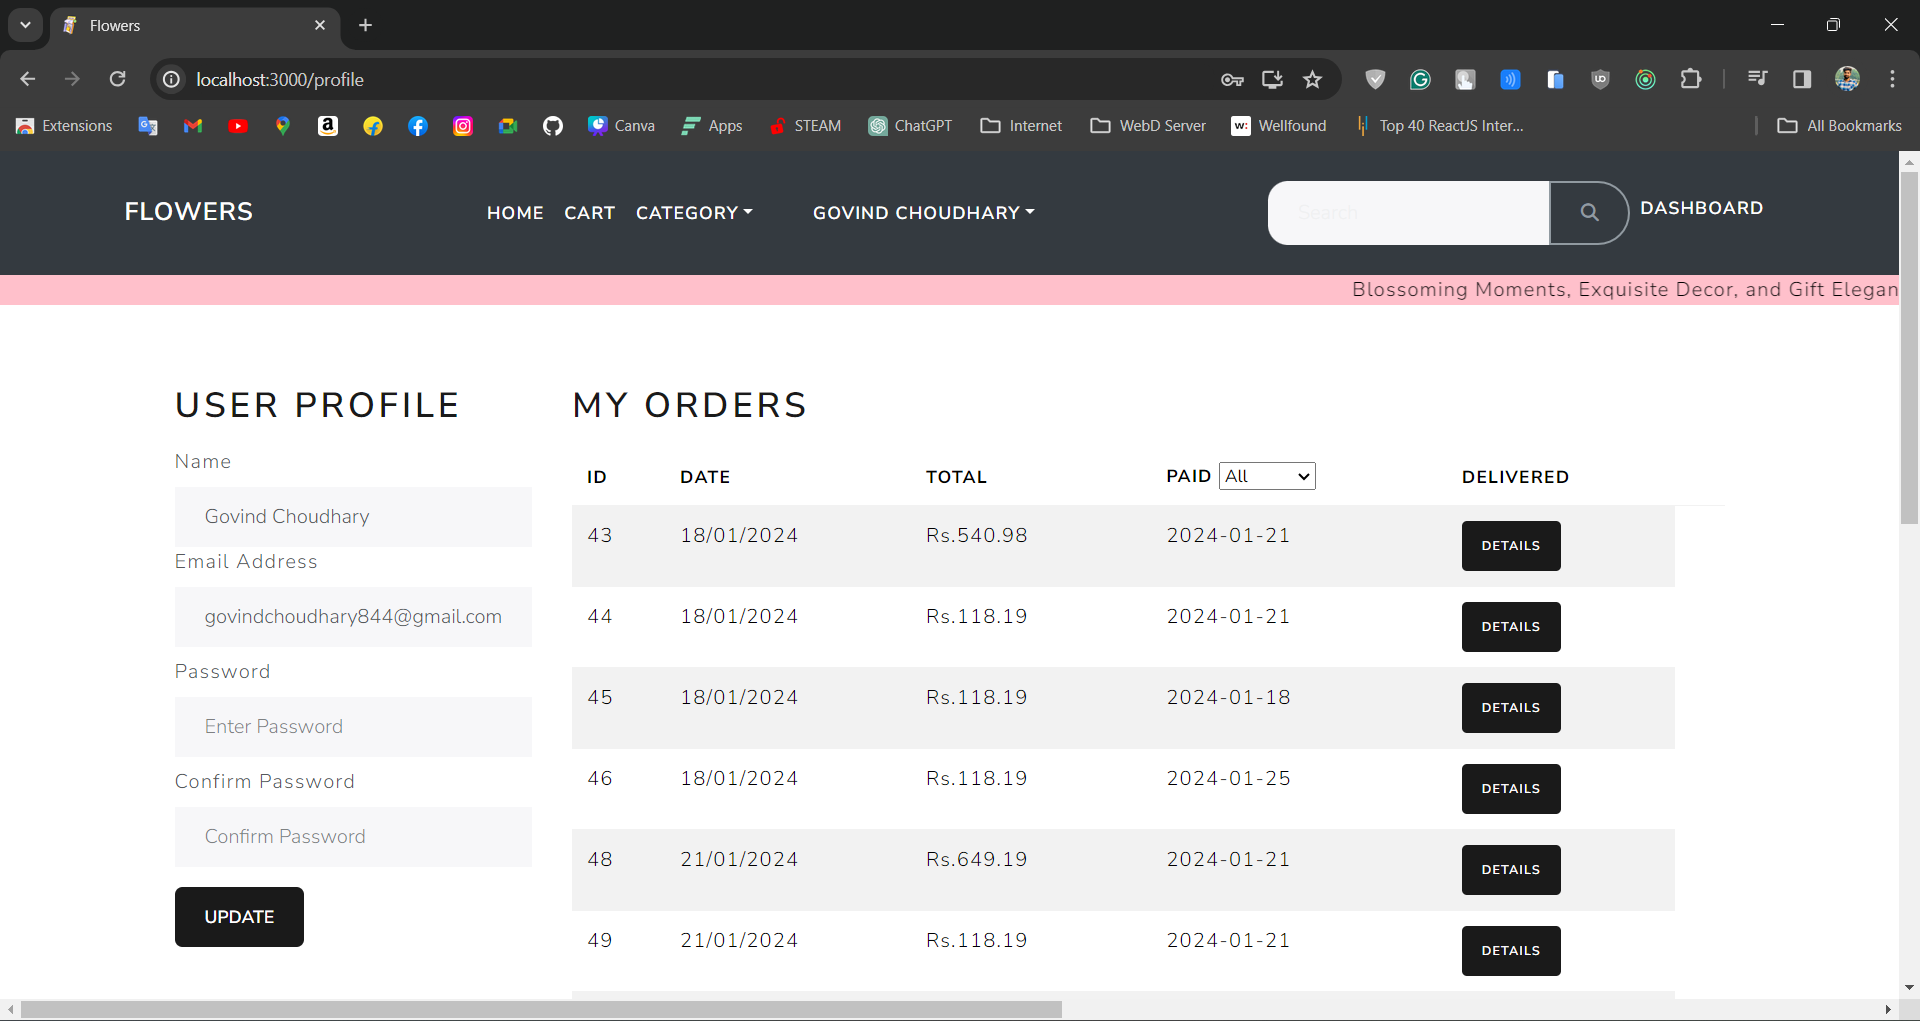 Flowers
localhost:3000/profile
Extensions Canva Apps STEAM ChatGPT Internet WebD Server Wellfound Top 40 ReactJS Inter... All Bookmarks
FLOWERS HOME CART CATEGORY GOVIND CHOUDHARY Search DASHBOARD
Blossoming Moments, Exquisite Decor, and Gift Elegan
USER PROFILE
Name
Govind Choudhary
Email Address
govindchoudhary844@gmail.com
Password
Enter Password
Confirm Password
Confirm Password
UPDATE
MY ORDERS
ID DATE TOTAL PAID All DELIVERED
43 18/01/2024 Rs.540.98 2024-01-21 DETAILS
44 18/01/2024 Rs.118.19 2024-01-21 DETAILS
45 18/01/2024 Rs.118.19 2024-01-18 DETAILS
46 18/01/2024 Rs.118.19 2024-01-25 DETAILS
48 21/01/2024 Rs.649.19 2024-01-21 DETAILS
49 21/01/2024 Rs.118.19 2024-01-21 DETAILS